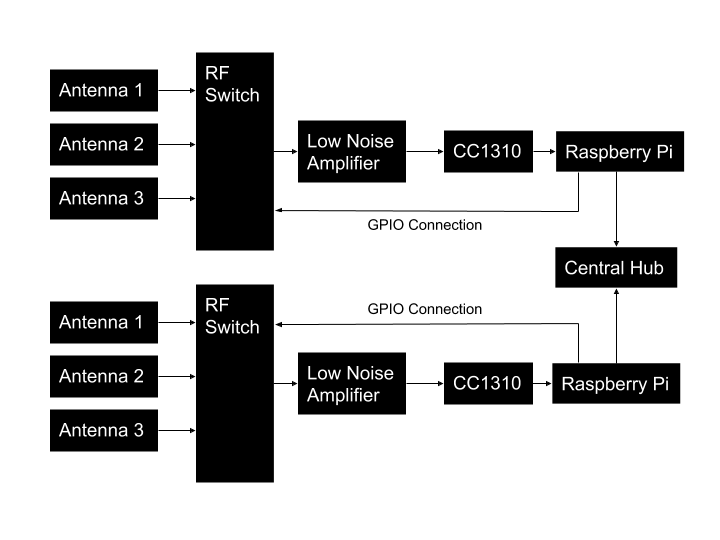 Antenna 1
Antenna 2
Antenna 3
RF
Switch
Low Noise
Amplifier
CC1310
Raspberry Pi
GPIO Connection
Central Hub
Antenna 1
Antenna 2
Antenna 3
RF
Switch
GPIO Connection
Low Noise
Amplifier
CC1310
Raspberry Pi